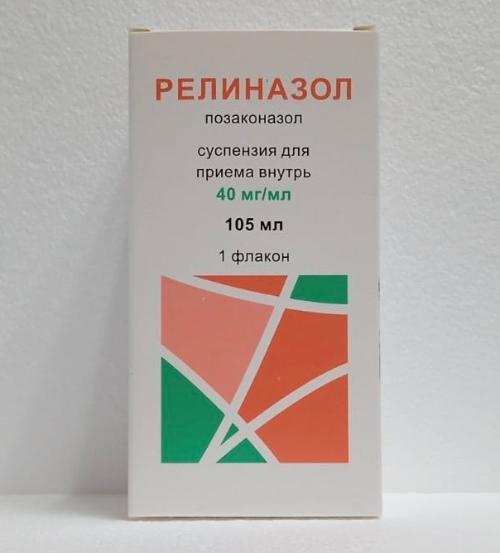 РЕЛИНАЗОЛ
позаконазол
суспензия для
приема внутрь
40 мг/мл
105 мл
1 флакон